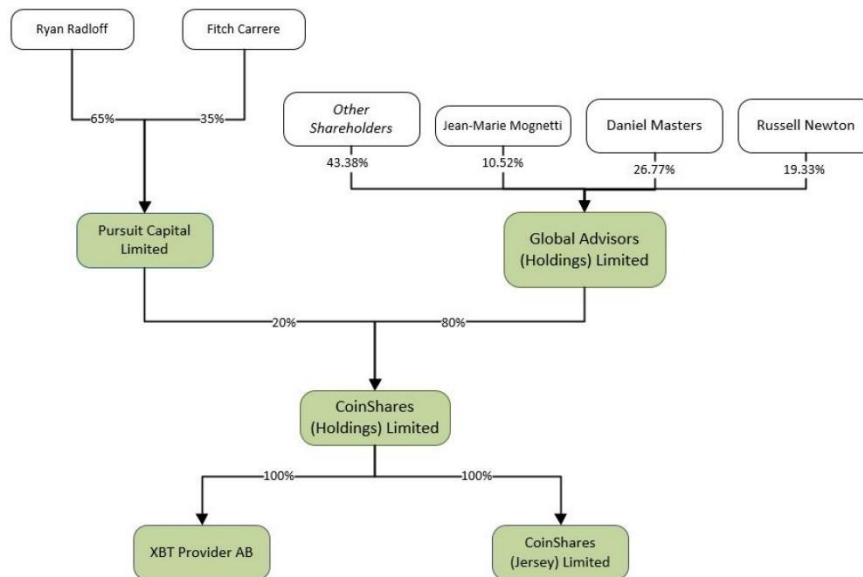 Ryan Radloff
Fitch Carrere
65%
35%
Other
Shareholders
Jean-Marie Mognetti
Daniel Masters
Russell Newton
43.38%
10.52%
26.77%
19.33%
Pursuit Capital
Limited
Global Advisors
(Holdings) Limited
20%
80%
CoinShares
(Holdings) Limited
100%
100%
XBT Provider AB
CoinShares
(Jersey) Limited